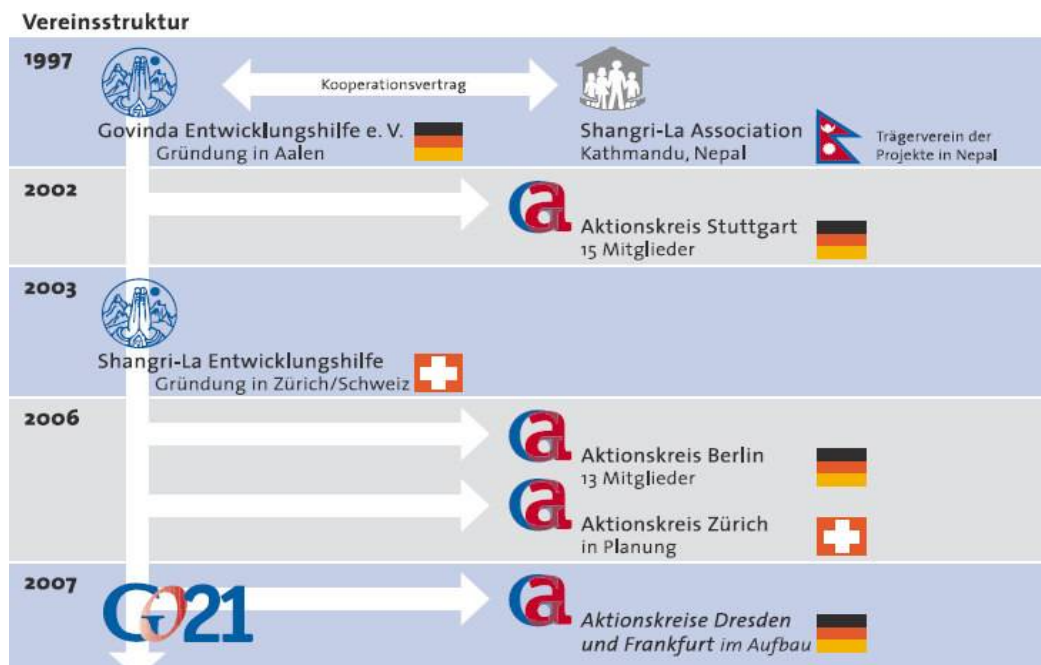 Vereinsstruktur
1997
Kooperationsvertrag
Govinda Entwicklungshilfe e. V.
Gründung in Aalen
Shangri-La Association
Kathmandu, Nepal
Trägerverein der
Projekte in Nepal
2002
Aktionskreis Stuttgart
15 Mitglieder
2003
Shangri-La Entwicklungshilfe
Gründung in Zürich/Schweiz
2006
Aktionskreis Berlin
13 Mitglieder
Aktionskreis Zürich
in Planung
2007
GO21
Aktionskreise Dresden
und Frankfurt im Aufbau